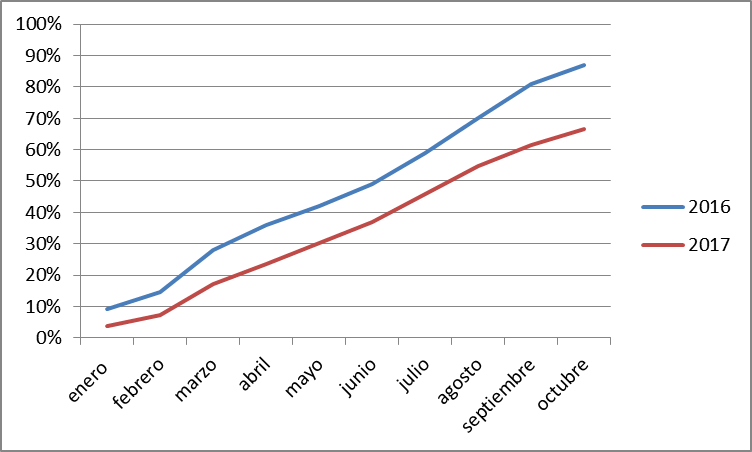 100%
90%
80%
70%
60%
50%
40%
30%
20%
10%
0%
enero
febrero
marzo
abril
mayo
junio
julio
agosto
septiembre
octubre
2016
2017